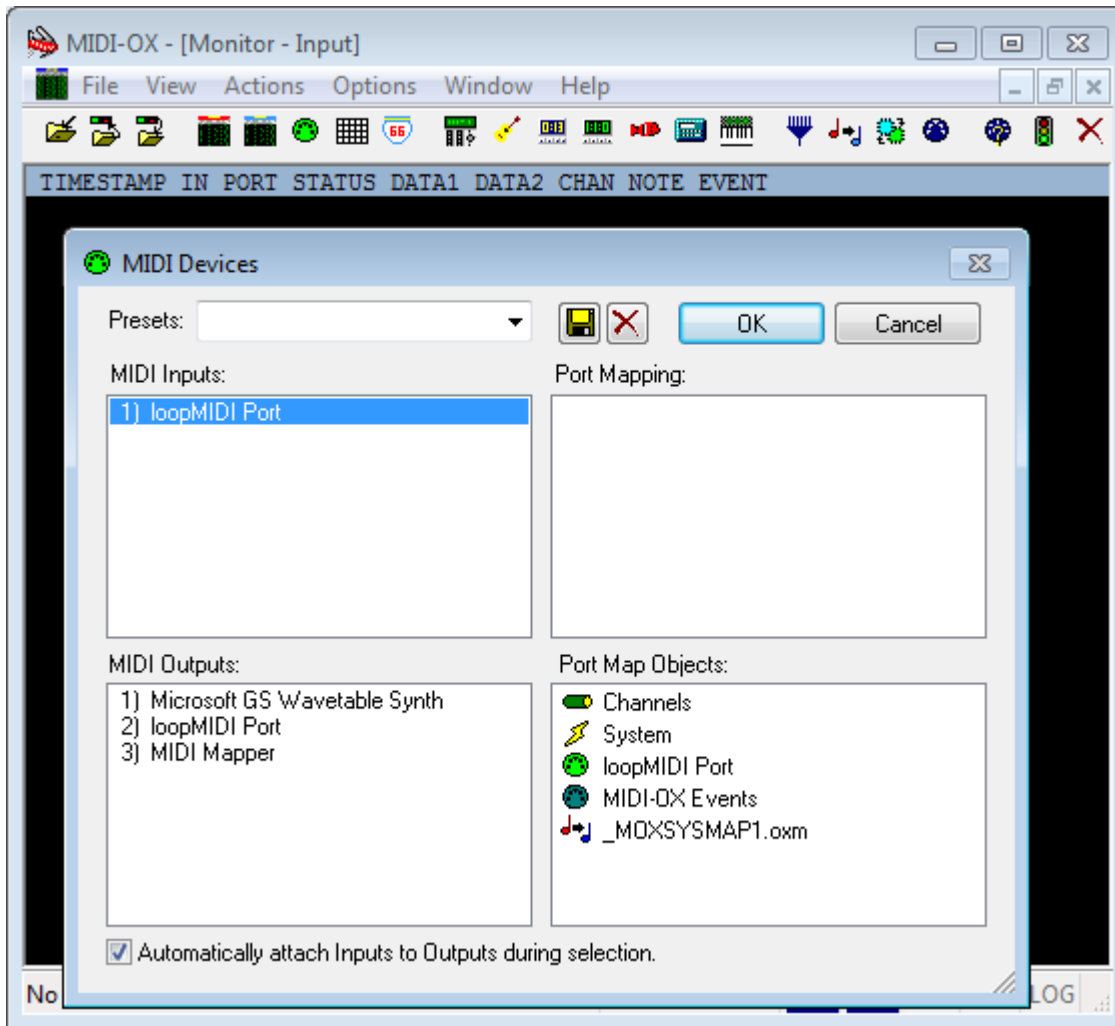 MIDI-OX - [Monitor - Input]
File View Actions Options Window Help
66
TIMESTAMP IN PORT STATUS DATA1 DATA2 CHAN NOTE EVENT
MIDI Devices
Presets:
OK
Cancel
MIDI Inputs:
1) loopMIDI Port
Port Mapping:
MIDI Outputs:
1) Microsoft GS Wavetable Synth
2) loopMIDI Port
3) MIDI Mapper
Port Map Objects:
Channels
System
loopMIDI Port
MIDI-OX Events
_MOXSYSMAP1.oxm
Automatically attach Inputs to Outputs during selection.
No
LOG